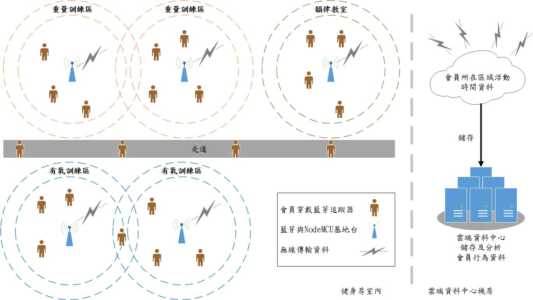 重量訓練區
重量訓練區
韻律教室
走道
有氧訓練區
有氧訓練區
會員穿戴藍芽追蹤器
藍芽與NodeMCU基地台
無線傳輸資料
健身房室內
會員所在區域活動
時間資料
儲存
雲端資料中心
儲存及分析
會員行為資料
雲端資料中心機房